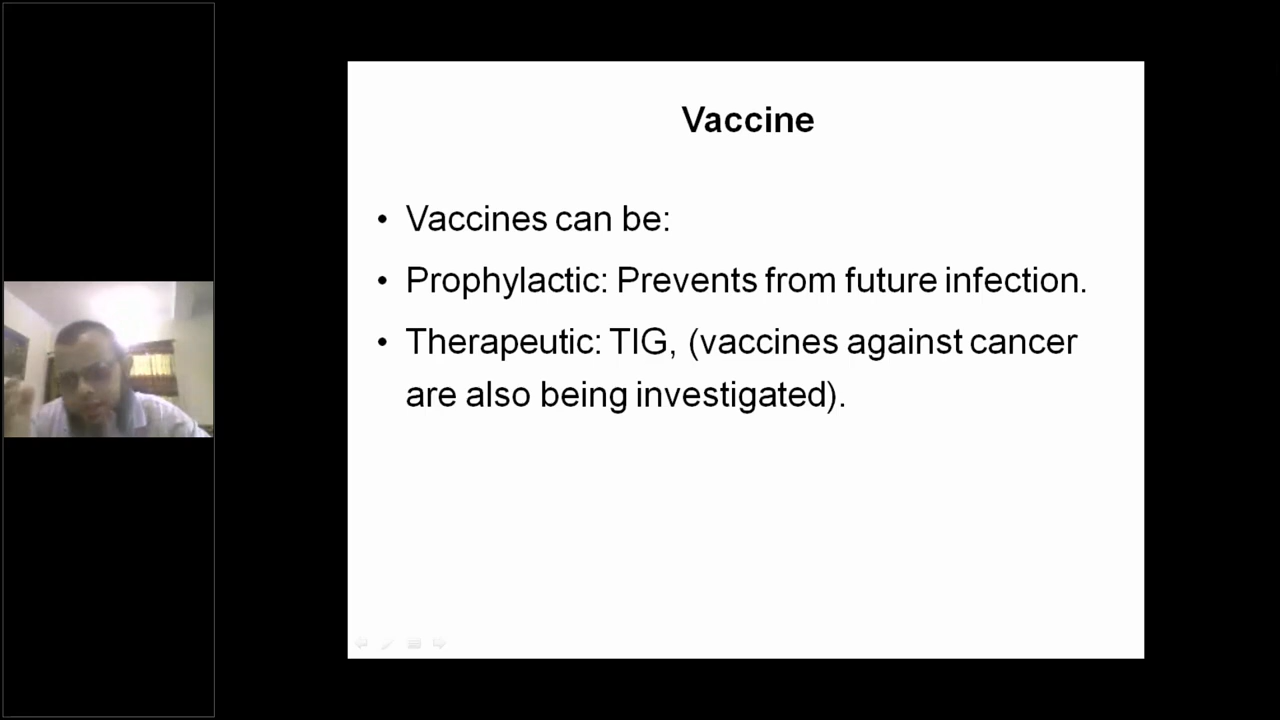 Vaccine
• Vaccines can be:
• Prophylactic: Prevents from future infection.
• Therapeutic: TIG, (vaccines against cancer
are also being investigated).